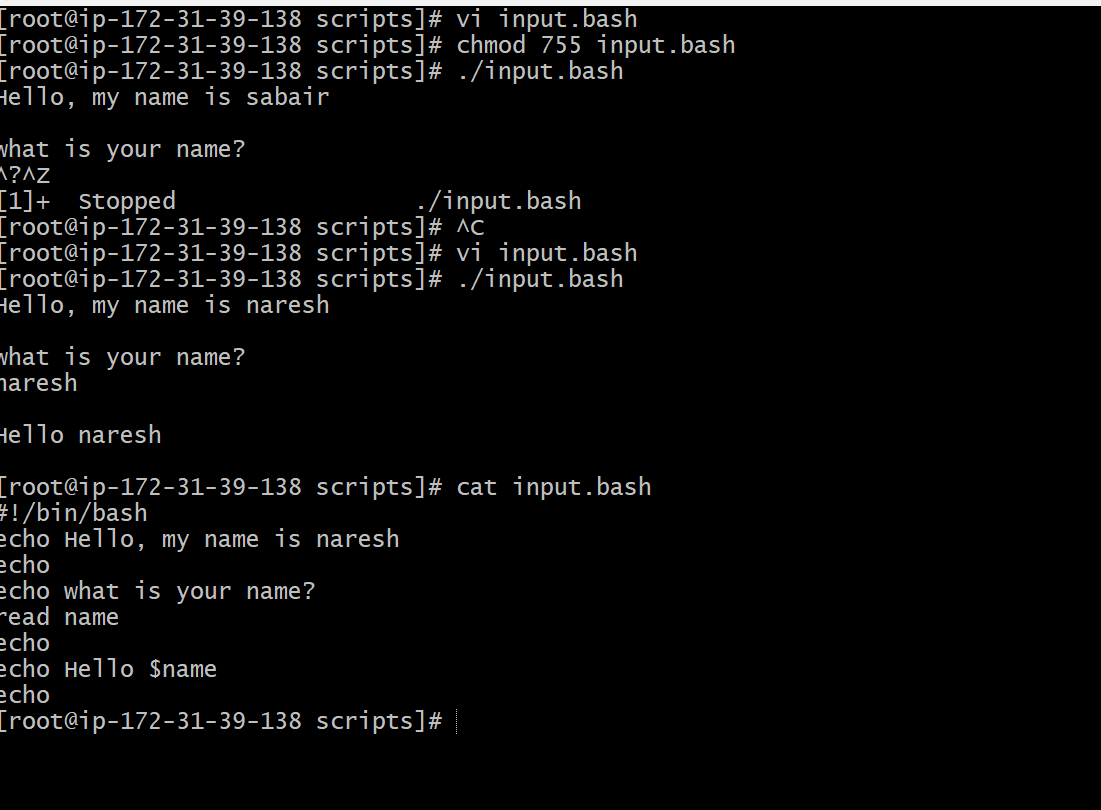 [root@ip-172-31-39-138 scripts]# vi input.bash
[root@ip-172-31-39-138 scripts]# chmod 755 input.bash
[root@ip-172-31-39-138 scripts]# ./input.bash
Hello, my name is sabair
what is your name?
^?^Z
[1]+  Stopped                 ./input.bash
[root@ip-172-31-39-138 scripts]# ^C
[root@ip-172-31-39-138 scripts]# vi input.bash
[root@ip-172-31-39-138 scripts]# ./input.bash
Hello, my name is naresh
what is your name?
naresh
Hello naresh
[root@ip-172-31-39-138 scripts]# cat input.bash
#!/bin/bash
echo Hello, my name is naresh
echo
echo what is your name?
read name
echo
echo Hello $name
echo
[root@ip-172-31-39-138 scripts]#